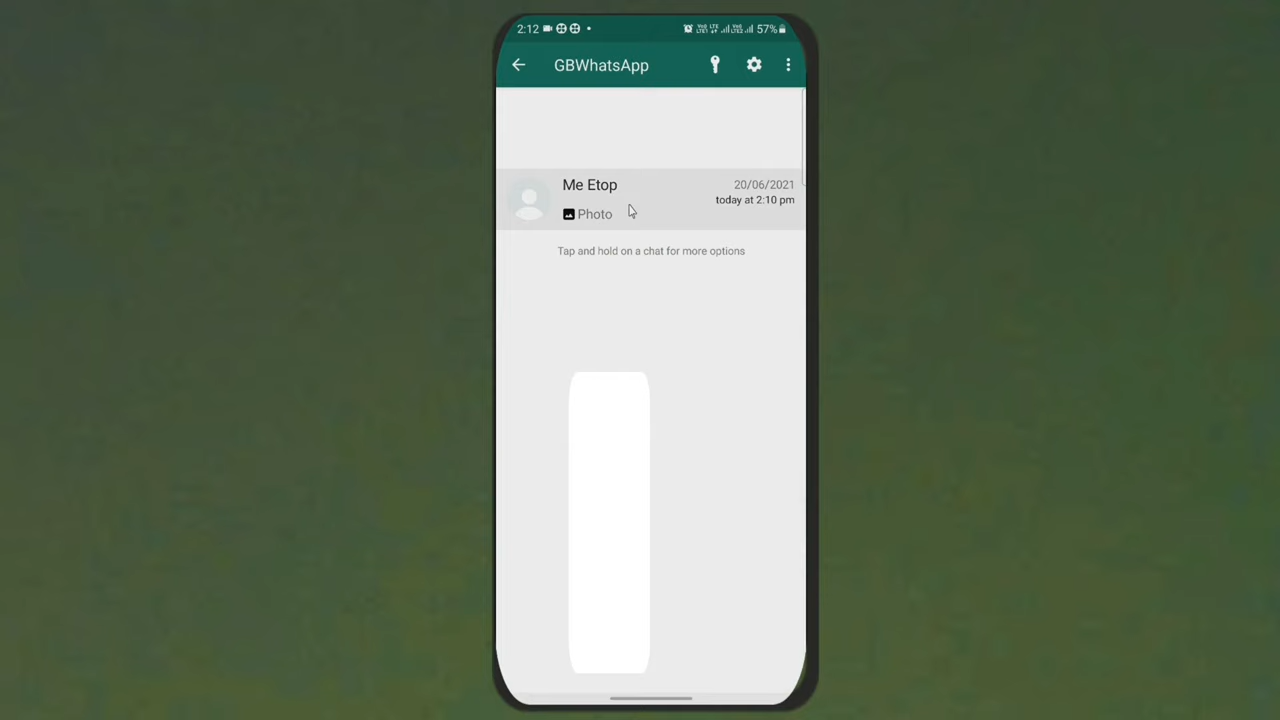 2:12 57%
GBWhatsApp
Me Etop 20/06/2021
today at 2:10 pm
Photo
Tap and hold on a chat for more options